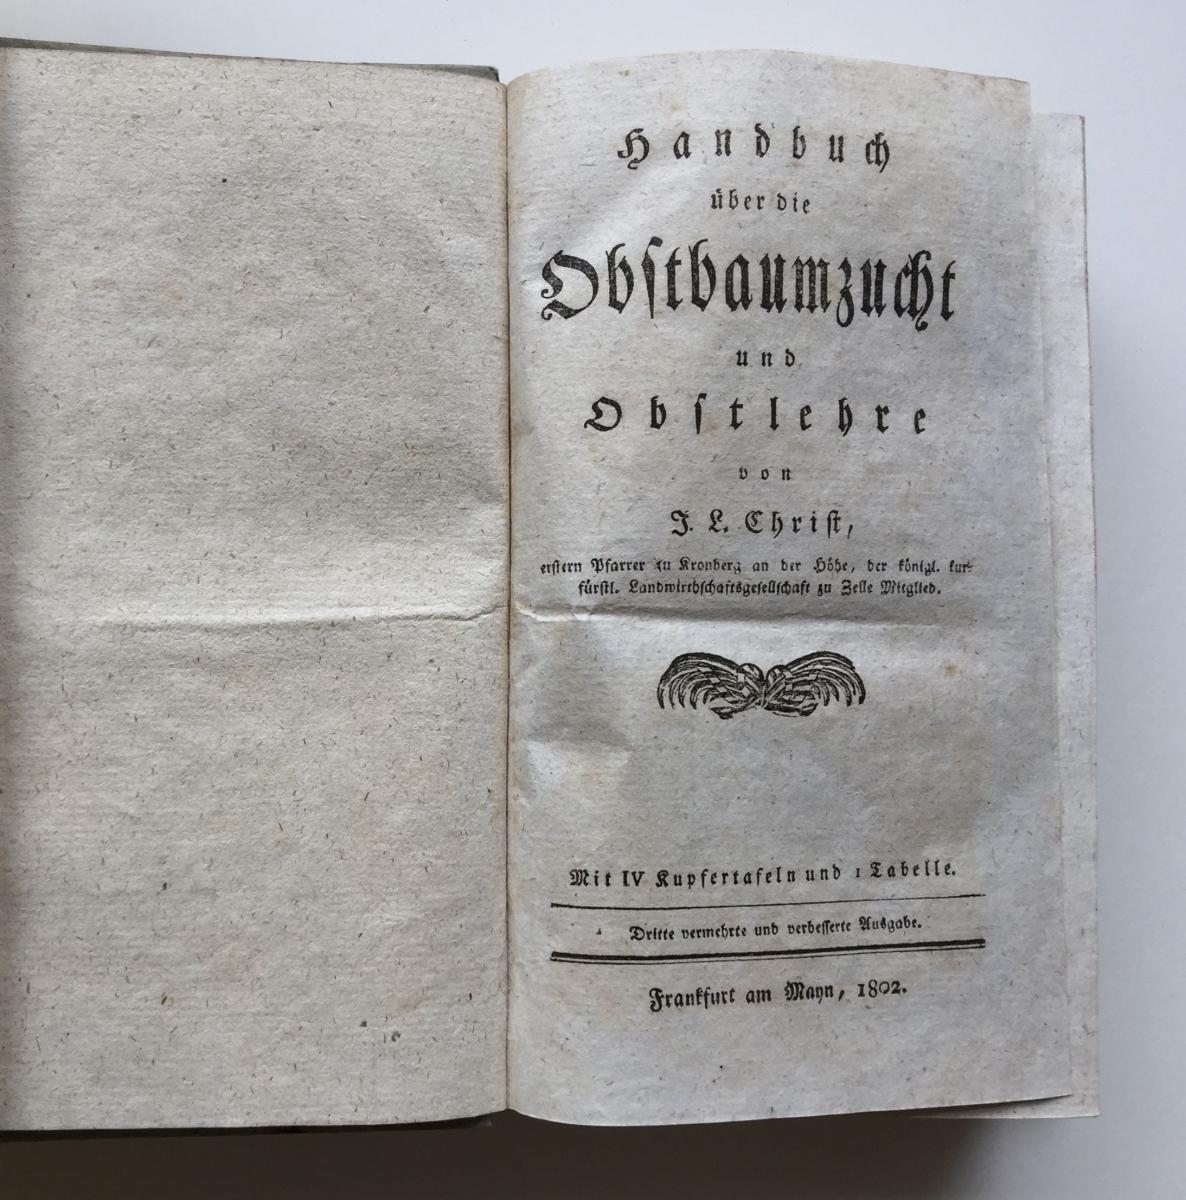 Handbuch
über die
Obſtbaumzucht
und
Obſtlehre
von
J. L. Chriſt,
erſtern Pfarrer zu Kronberg an der Höhe, der königl. kur⸗
fürſtl. Landwirthſchaftsgeſellſchaft zu Zelle Mitglied.
Mit IV Kupfertafeln und 1 Tabelle.
Dritte vermehrte und verbeſſerte Ausgabe.
Frankfurt am Mayn, 1802.